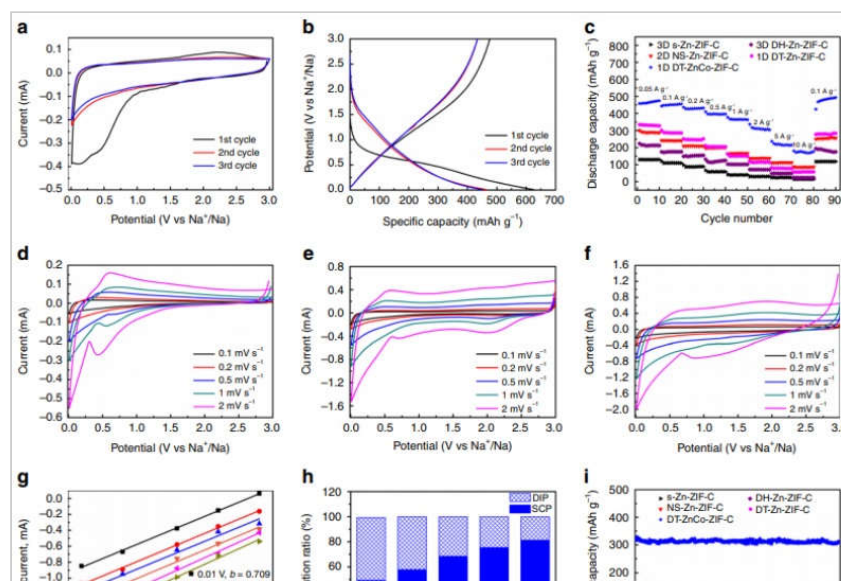 a
Current (mA)
0.1
0.0
−0.1
−0.2
−0.3
−0.4
−0.5
1st cycle
2nd cycle
3rd cycle
0.0 0.5 1.0 1.5 2.0 2.5 3.0
Potential (V vs Na⁺/Na)
b
Potential (V vs Na⁺/Na)
3.0
2.5
2.0
1.5
1.0
0.5
0.0
1st cycle
2nd cycle
3rd cycle
0 100 200 300 400 500 600 700
Specific capacity (mAh g⁻¹)
c
Discharge capacity (mAh g⁻¹)
800
700
600
500
400
300
200
100
0
3D s-Zn-ZIF-C 3D DH-Zn-ZIF-C
2D NS-Zn-ZIF-C 1D DT-Zn-ZIF-C
1D DT-ZnCo-ZIF-C
0.05 A g⁻¹
0.1 A g⁻¹
0.2 A g⁻¹
0.5 A g⁻¹
1 A g⁻¹
2 A g⁻¹
5 A g⁻¹
10 A g⁻¹
0.1 A g⁻¹
0 10 20 30 40 50 60 70 80 90
Cycle number
d
Current (mA)
0.2
0.1
0.0
−0.1
−0.2
−0.3
−0.4
−0.5
−0.6
0.1 mV s⁻¹
0.2 mV s⁻¹
0.5 mV s⁻¹
1 mV s⁻¹
2 mV s⁻¹
0.0 0.5 1.0 1.5 2.0 2.5 3.0
Potential (V vs Na⁺/Na)
e
Current (mA)
0.8
0.4
0.0
−0.4
−0.8
−1.2
−1.6
0.1 mV s⁻¹
0.2 mV s⁻¹
0.5 mV s⁻¹
1 mV s⁻¹
2 mV s⁻¹
0.0 0.5 1.0 1.5 2.0 2.5 3.0
Potential (V vs Na⁺/Na)
f
Current (mA)
1.6
1.2
0.8
0.4
0.0
−0.4
−0.8
−1.2
−1.6
−2.0
0.1 mV s⁻¹
0.2 mV s⁻¹
0.5 mV s⁻¹
1 mV s⁻¹
2 mV s⁻¹
0.0 0.5 1.0 1.5 2.0 2.5 3.0
Potential (V vs Na⁺/Na)
g
current, mA)
0.0
−0.2
−0.4
−0.6
−0.8
−1.0
0.01 V, b = 0.709
h
ution ratio (%)
120
100
80
60
DIP
SCP
i
capacity (mAh g⁻¹)
500
400
300
200
s-Zn-ZIF-C DH-Zn-ZIF-C
NS-Zn-ZIF-C DT-Zn-ZIF-C
DT-ZnCo-ZIF-C